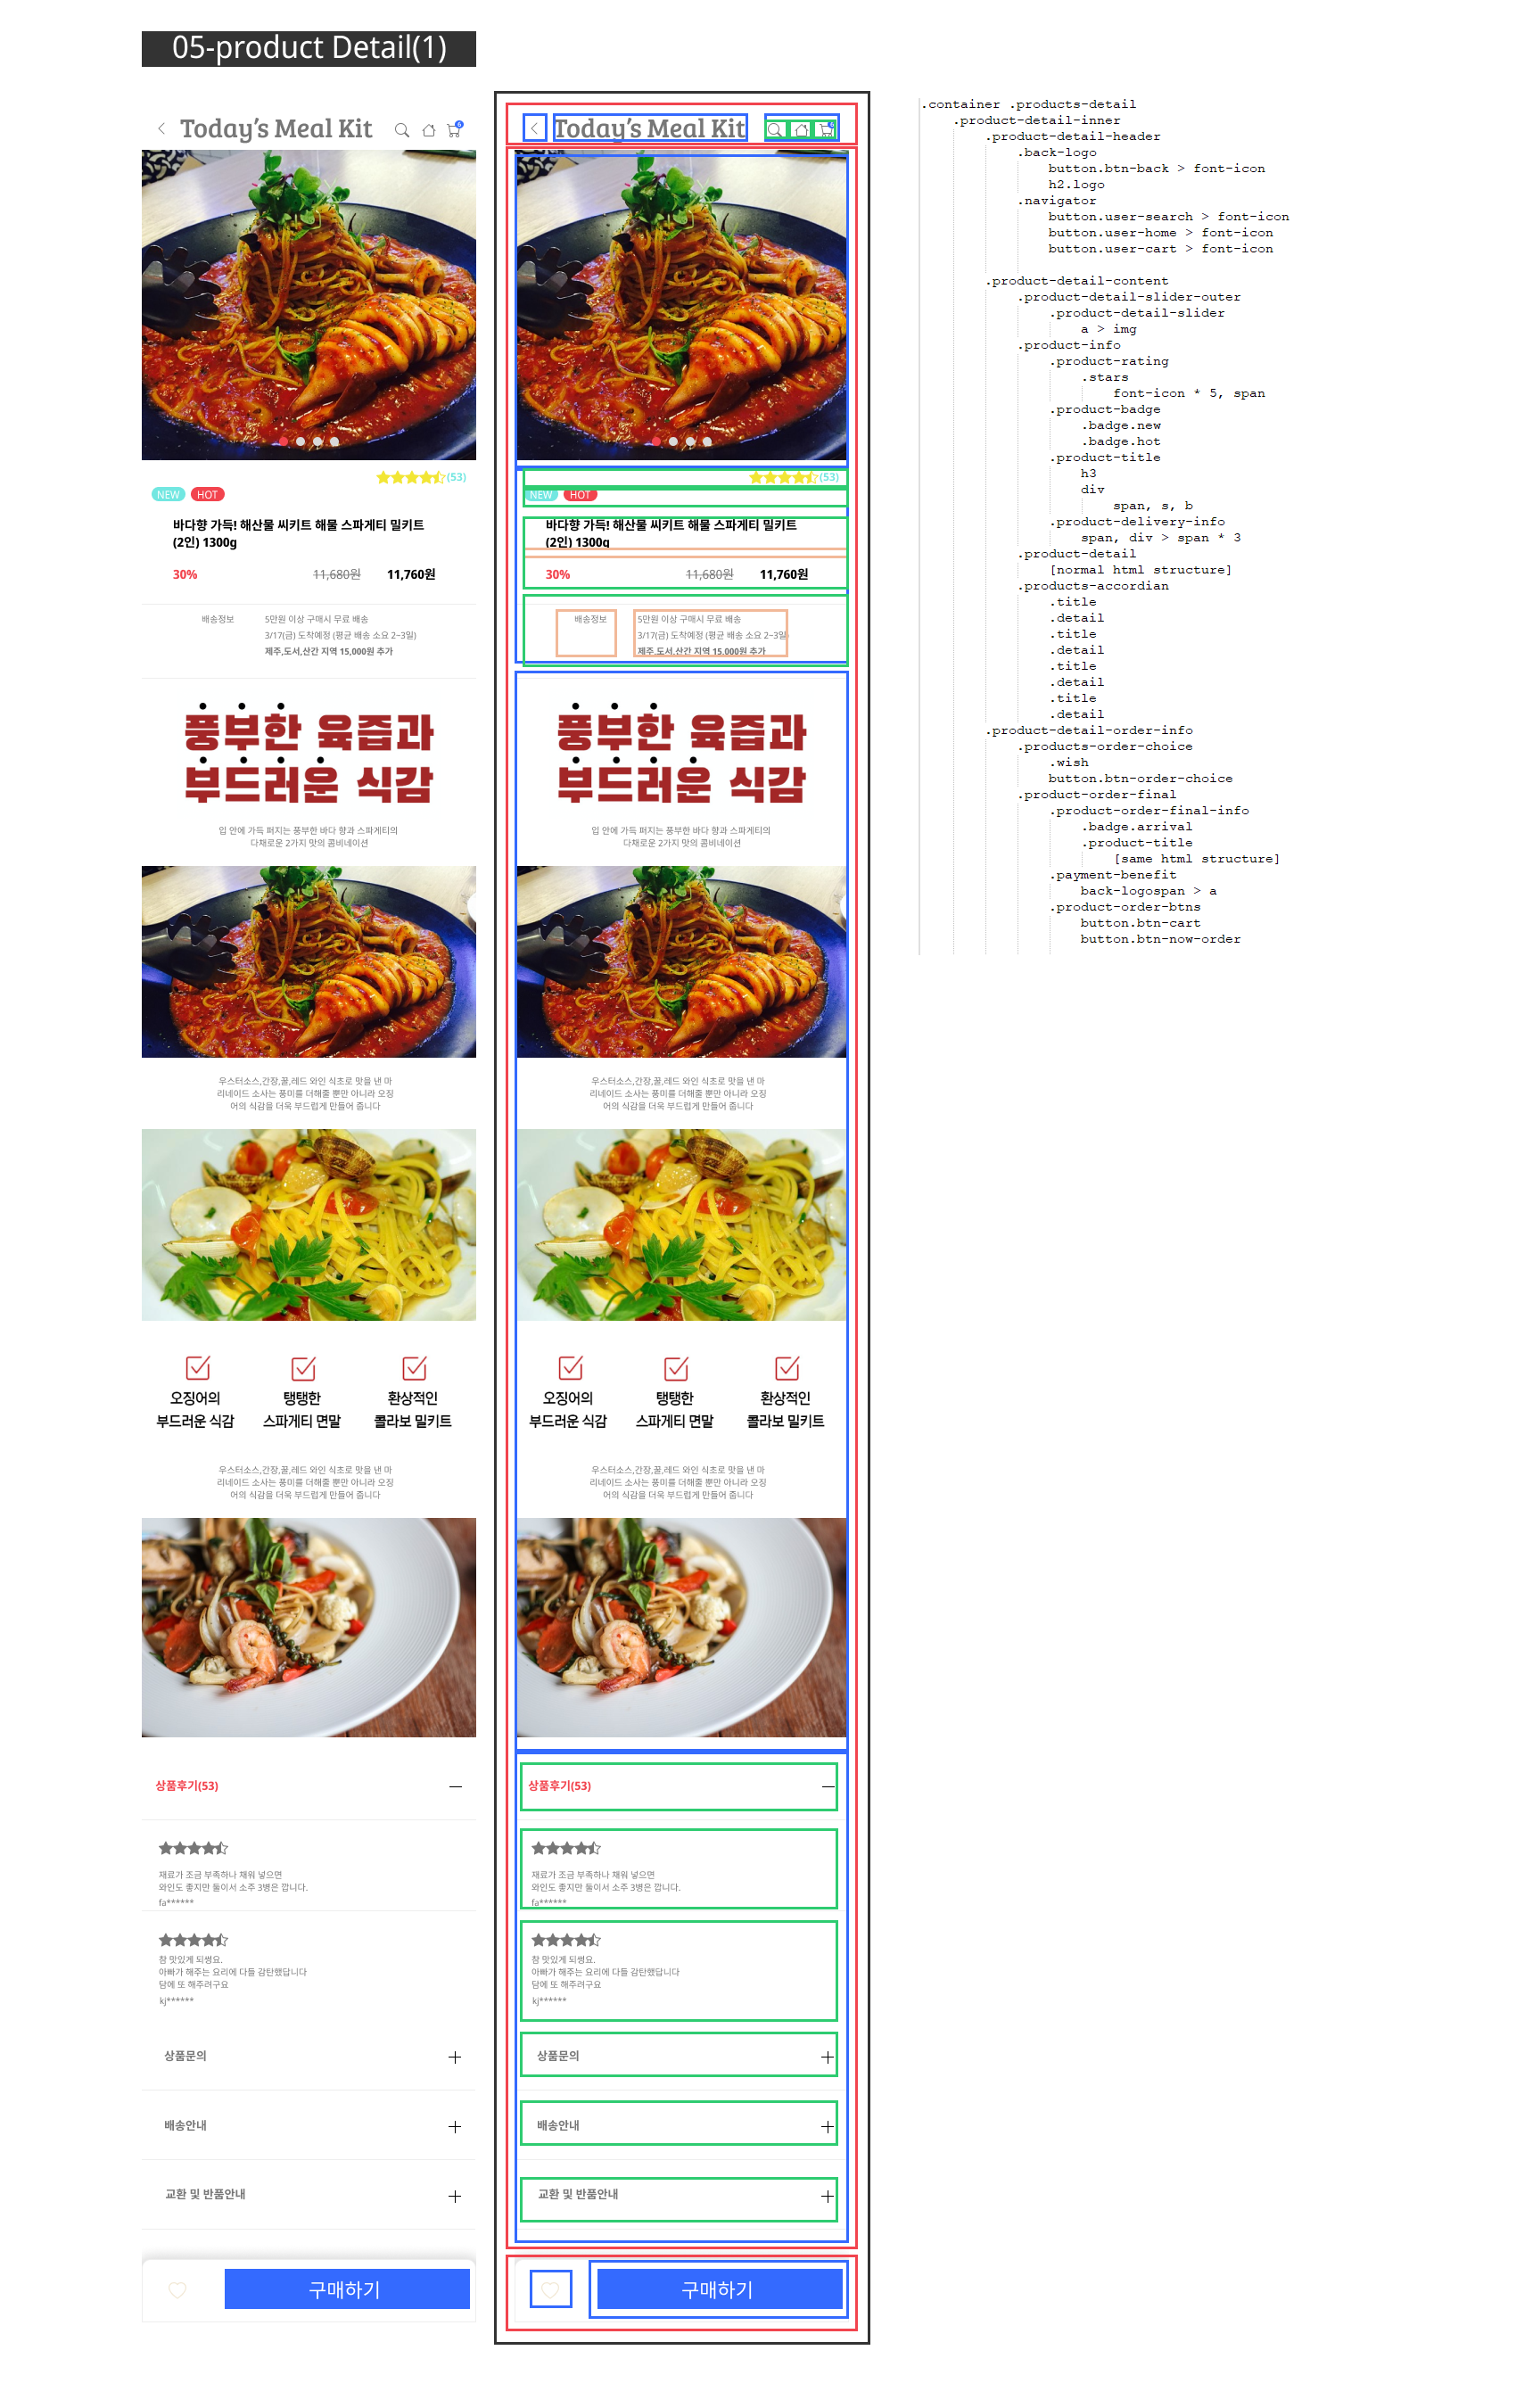 05-product Detail(1)
Today's Meal Kit
6
(53)
NEW HOT
바다향 가득! 해산물 씨키트 해물 스파게티 밀키트
(2인) 1300g
30% 11,680원 11,760원
배송정보 5만원 이상 구매시 무료 배송
3/17(금) 도착예정 (평균 배송 소요 2~3일)
제주,도서,산간 지역 15,000원 추가
풍부한 육즙과
부드러운 식감
입 안에 가득 퍼지는 풍부한 바다 향과 스파게티의
다채로운 2가지 맛의 콤비네이션
우스터소스,간장,꿀,레드 와인 식초로 맛을 낸 마
리네이드 소사는 풍미를 더해줄 뿐만 아니라 오징
어의 식감을 더욱 부드럽게 만들어 줍니다
오징어의 탱탱한 환상적인
부드러운 식감 스파게티 면말 콜라보 밀키트
우스터소스,간장,꿀,레드 와인 식초로 맛을 낸 마
리네이드 소사는 풍미를 더해줄 뿐만 아니라 오징
어의 식감을 더욱 부드럽게 만들어 줍니다
상품후기(53)
재료가 조금 부족하나 채워 넣으면
와인도 좋지만 둘이서 소주 3병은 깝니다.
fa******
참 맛있게 되썽요.
아빠가 해주는 요리에 다들 감탄했답니다
담에 또 해주려구요
kj******
상품문의
배송안내
교환 및 반품안내
구매하기
Today's Meal Kit
6
(53)
NEW HOT
바다향 가득! 해산물 씨키트 해물 스파게티 밀키트
(2인) 1300g
30% 11,680원 11,760원
배송정보 5만원 이상 구매시 무료 배송
3/17(금) 도착예정 (평균 배송 소요 2~3일)
제주,도서,산간 지역 15,000원 추가
풍부한 육즙과
부드러운 식감
입 안에 가득 퍼지는 풍부한 바다 향과 스파게티의
다채로운 2가지 맛의 콤비네이션
우스터소스,간장,꿀,레드 와인 식초로 맛을 낸 마
리네이드 소사는 풍미를 더해줄 뿐만 아니라 오징
어의 식감을 더욱 부드럽게 만들어 줍니다
오징어의 탱탱한 환상적인
부드러운 식감 스파게티 면말 콜라보 밀키트
우스터소스,간장,꿀,레드 와인 식초로 맛을 낸 마
리네이드 소사는 풍미를 더해줄 뿐만 아니라 오징
어의 식감을 더욱 부드럽게 만들어 줍니다
상품후기(53)
재료가 조금 부족하나 채워 넣으면
와인도 좋지만 둘이서 소주 3병은 깝니다.
fa******
참 맛있게 되썽요.
아빠가 해주는 요리에 다들 감탄했답니다
담에 또 해주려구요
kj******
상품문의
배송안내
교환 및 반품안내
구매하기
.container .products-detail
.product-detail-inner
.product-detail-header
.back-logo
button.btn-back > font-icon
h2.logo
.navigator
button.user-search > font-icon
button.user-home > font-icon
button.user-cart > font-icon
.product-detail-content
.product-detail-slider-outer
.product-detail-slider
a > img
.product-info
.product-rating
.stars
font-icon * 5, span
.product-badge
.badge.new
.badge.hot
.product-title
h3
div
span, s, b
.product-delivery-info
span, div > span * 3
.product-detail
[normal html structure]
.products-accordian
.title
.detail
.title
.detail
.title
.detail
.title
.detail
.product-detail-order-info
.products-order-choice
.wish
button.btn-order-choice
.product-order-final
.product-order-final-info
.badge.arrival
.product-title
[same html structure]
.payment-benefit
back-logospan > a
.product-order-btns
button.btn-cart
button.btn-now-order